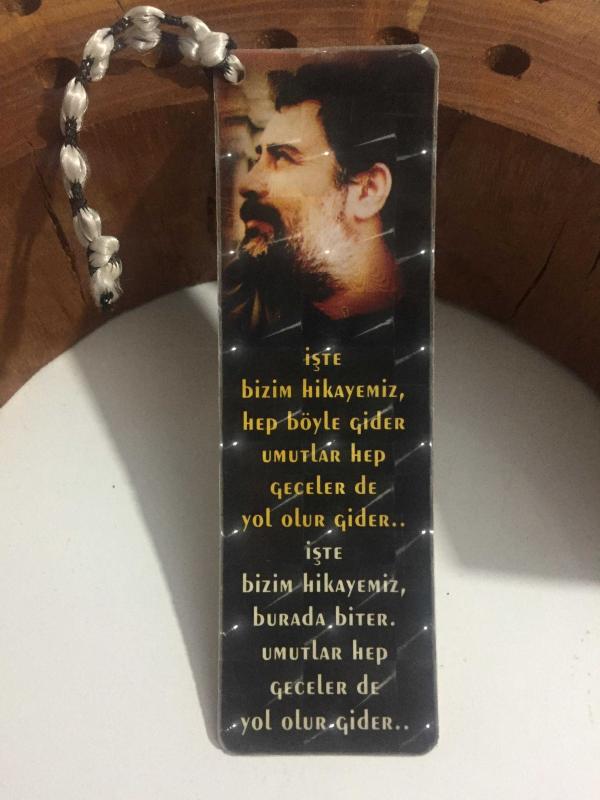 işte
bizim hikayemiz,
hep böyle gider
umutlar hep
geceler de
yol olur gider..
işte
bizim hikayemiz,
burada biter.
umutlar hep
geceler de
yol olur gider..